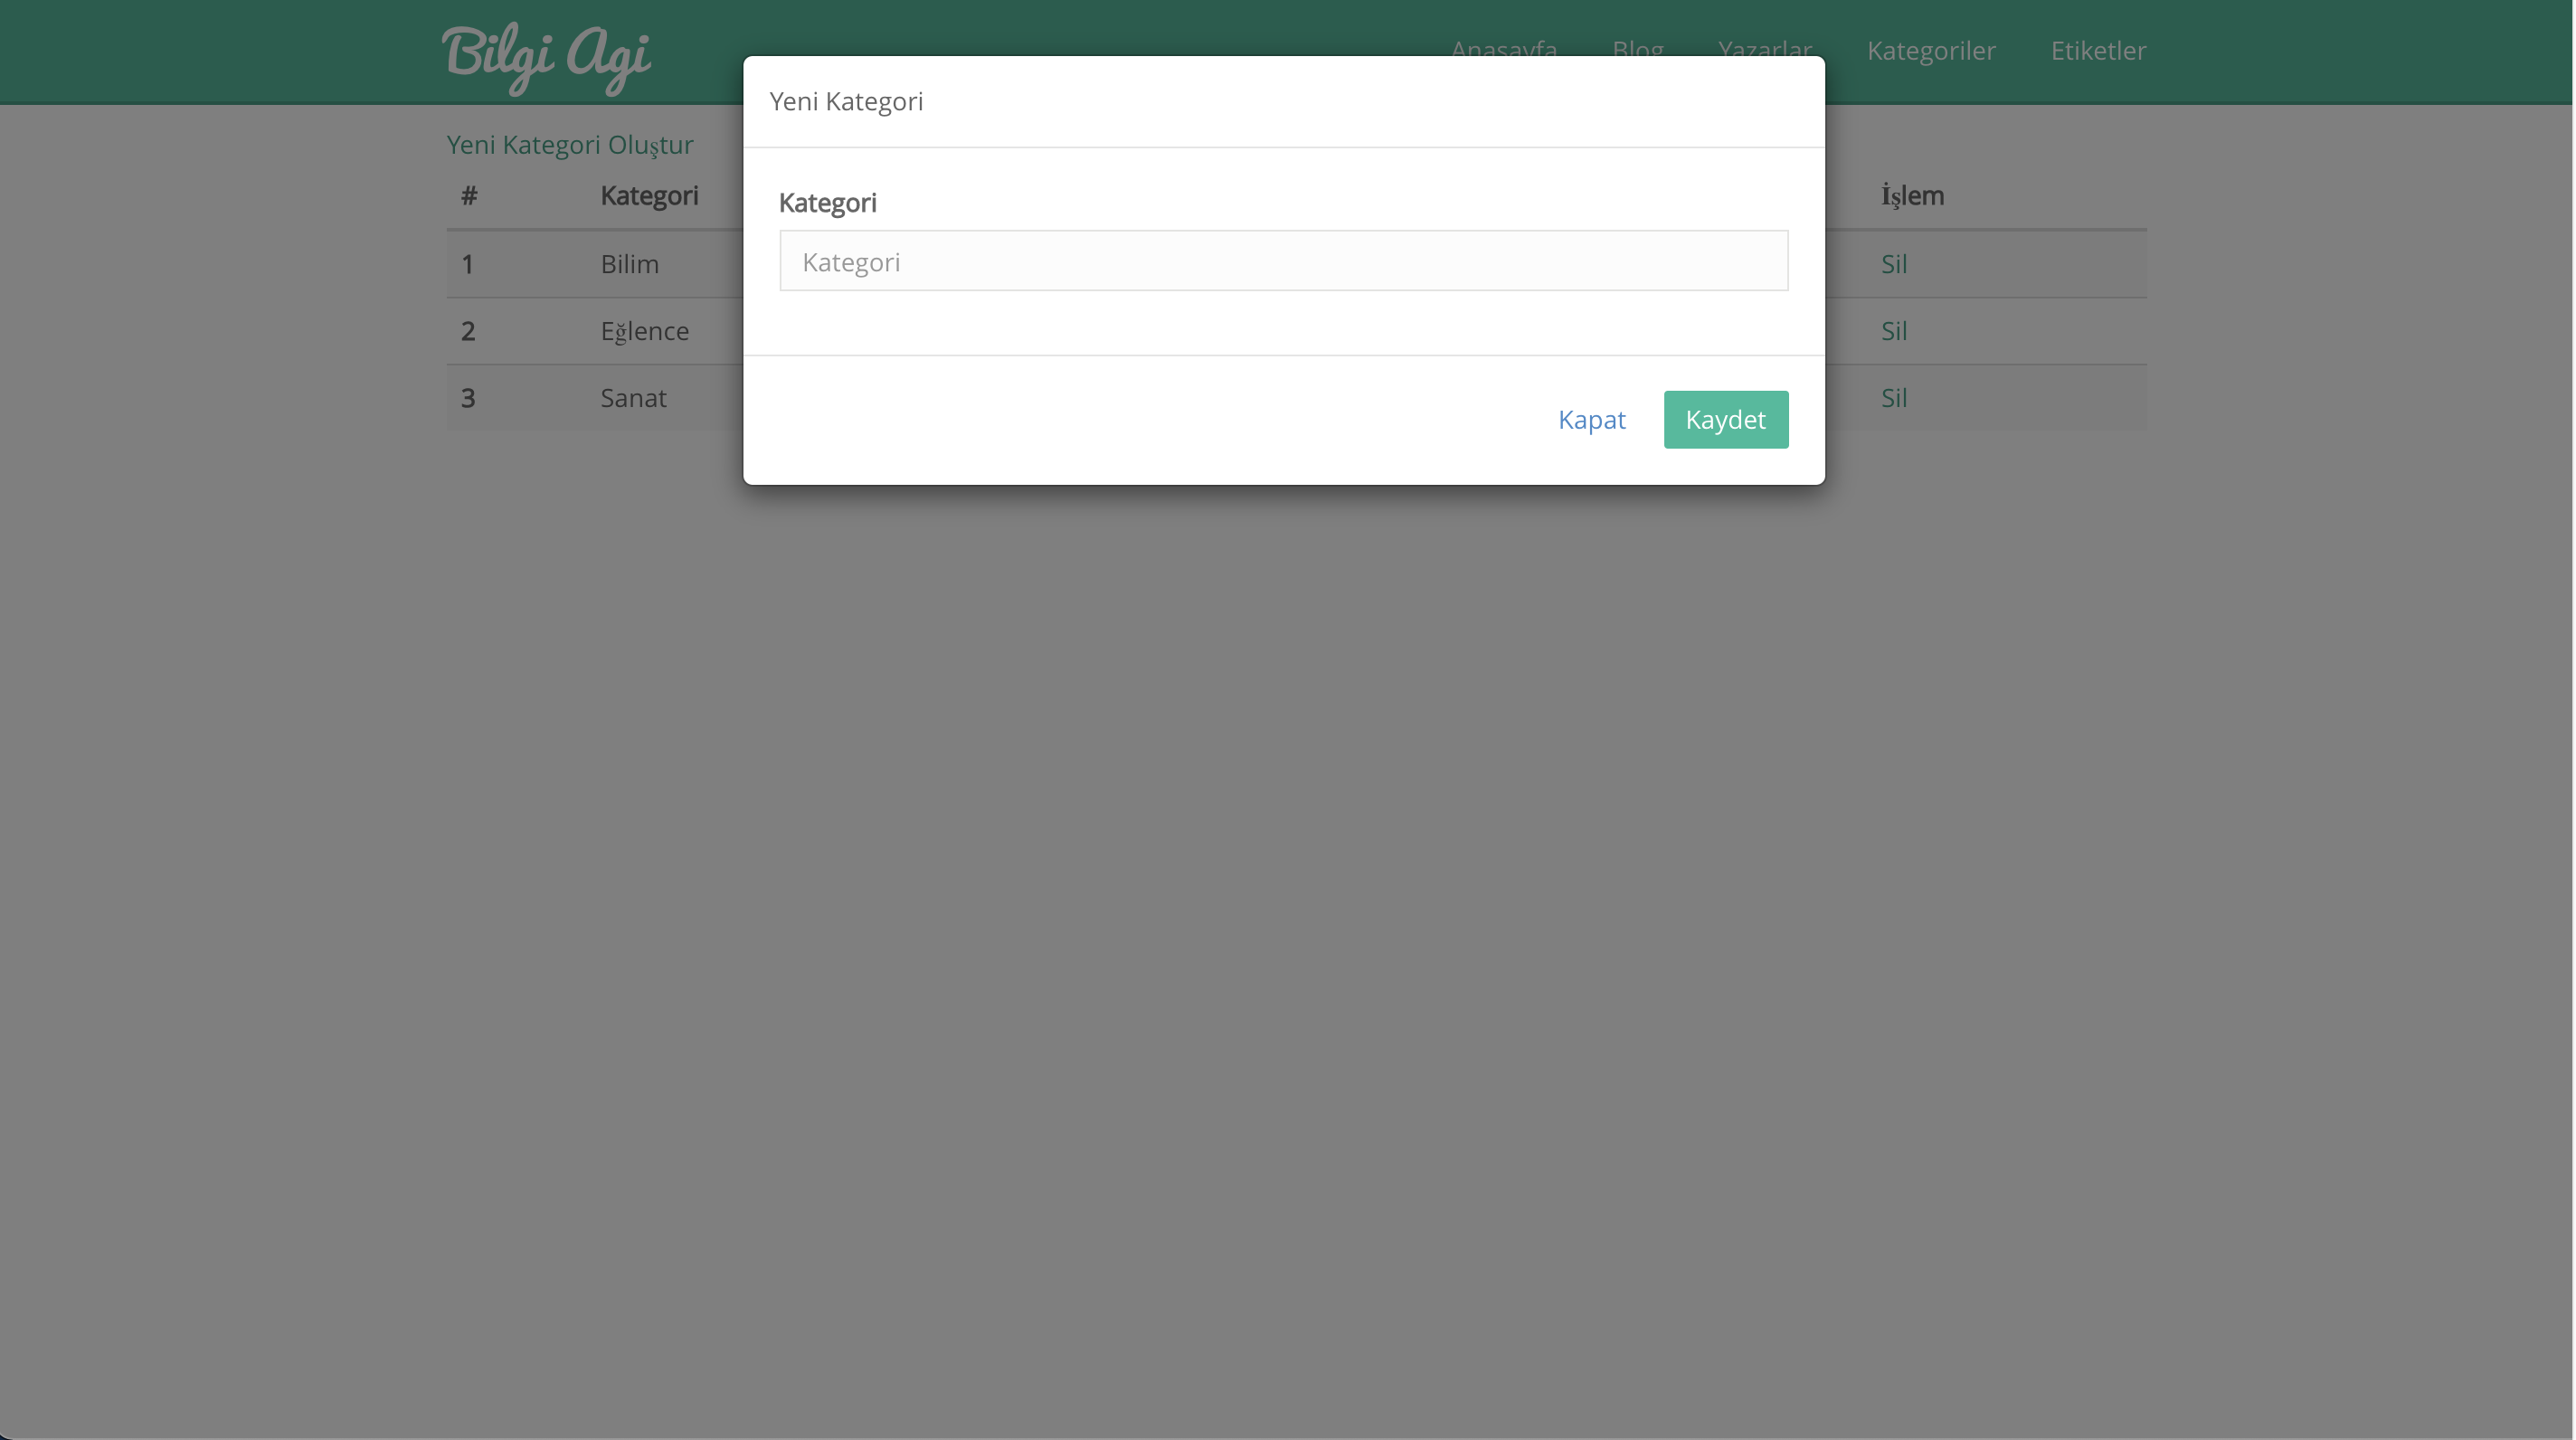 Bilgi Agi
Anasayfa Blog Yazarlar Kategoriler Etiketler
Yeni Kategori
Yeni Kategori Oluştur
# Kategori İşlem
Kategori
1 Bilim Sil
Kategori
2 Eğlence Sil
3 Sanat Sil
Kapat Kaydet